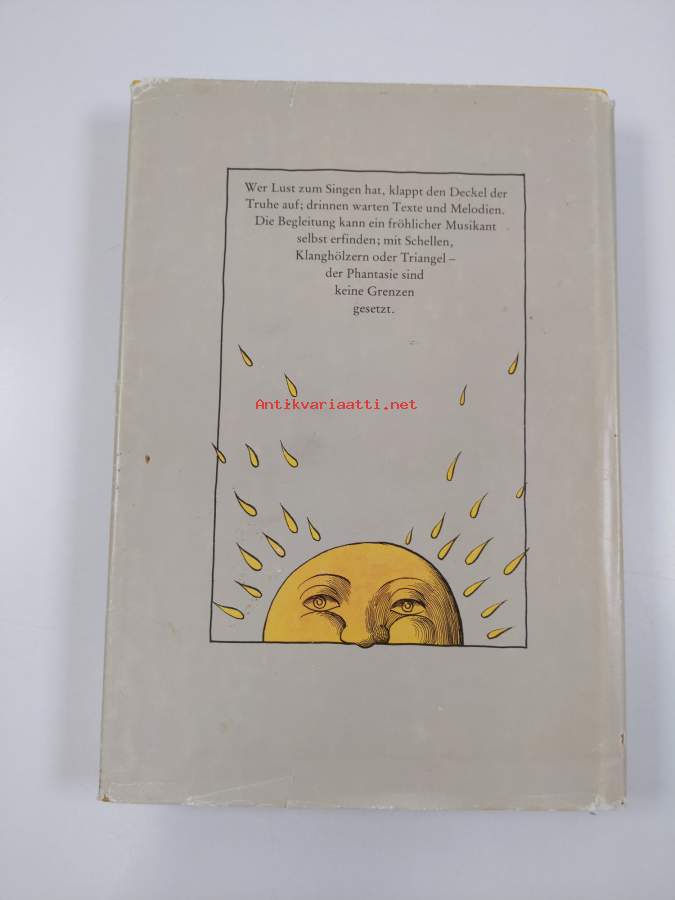 Wer Lust zum Singen hat, klappt den Deckel der
Truhe auf; drinnen warten Texte und Melodien.
Die Begleitung kann ein fröhlicher Musikant
selbst erfinden; mit Schellen,
Klanghölzern oder Triangel –
der Phantasie sind
keine Grenzen
gesetzt.
Antikvariaatti.net